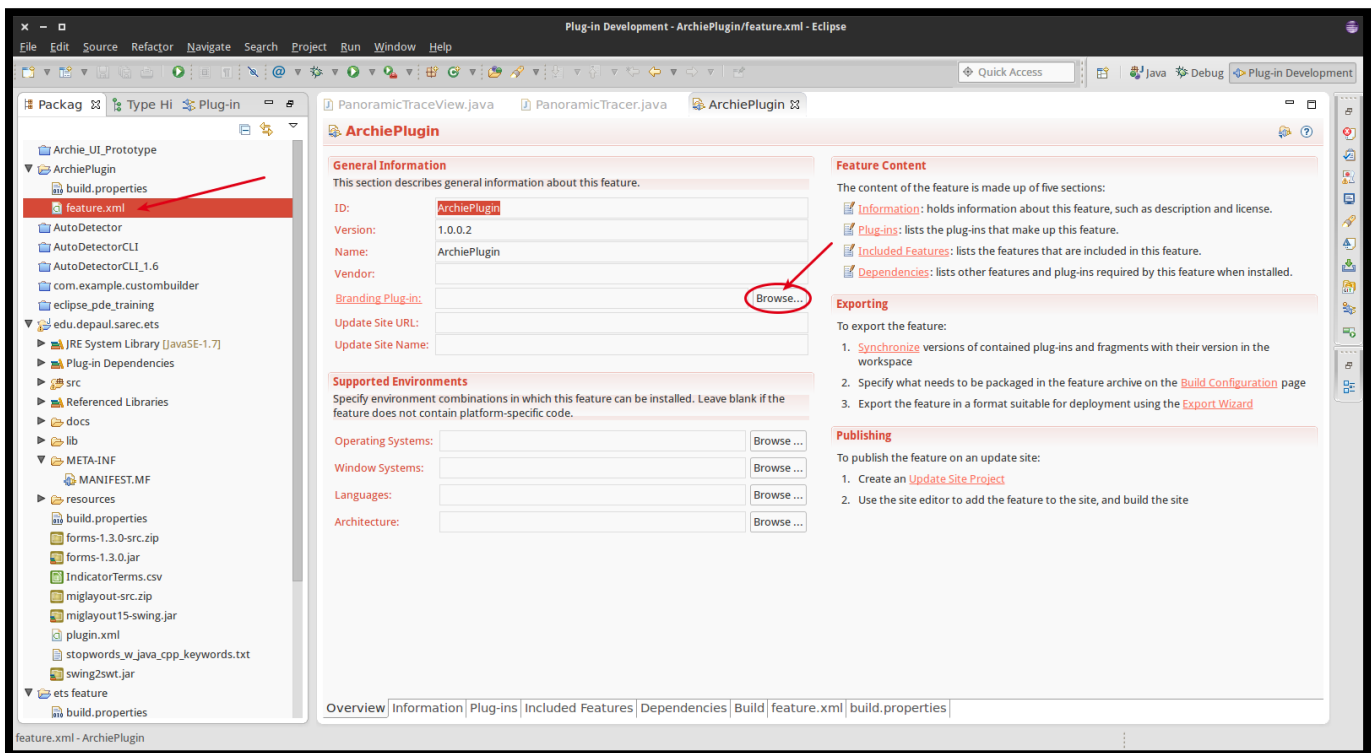 Plug-in Development - ArchiePlugin/feature.xml - Eclipse
File Edit Source Refactor Navigate Search Project Run Window Help
Quick Access
Java Debug Plug-in Development
Packag Type Hi Plug-in
Archie_UI_Prototype
ArchiePlugin
build.properties
feature.xml
AutoDetector
AutoDetectorCLI
AutoDetectorCLI_1.6
com.example.custombuilder
eclipse_pde_training
edu.depaul.sarec.ets
JRE System Library [JavaSE-1.7]
Plug-in Dependencies
src
Referenced Libraries
docs
lib
META-INF
MANIFEST.MF
resources
build.properties
forms-1.3.0-src.zip
forms-1.3.0.jar
IndicatorTerms.csv
miglayout-src.zip
miglayout15-swing.jar
plugin.xml
stopwords_w_java_cpp_keywords.txt
swing2swt.jar
ets feature
build.properties
PanoramicTraceView.java PanoramicTracer.java ArchiePlugin
ArchiePlugin
General Information
This section describes general information about this feature.
ID: ArchiePlugin
Version: 1.0.0.2
Name: ArchiePlugin
Vendor:
Branding Plug-in: Browse...
Update Site URL:
Update Site Name:
Supported Environments
Specify environment combinations in which this feature can be installed. Leave blank if the
feature does not contain platform-specific code.
Operating Systems: Browse ...
Window Systems: Browse ...
Languages: Browse ...
Architecture: Browse ...
Feature Content
The content of the feature is made up of five sections:
Information: holds information about this feature, such as description and license.
Plug-ins: lists the plug-ins that make up this feature.
Included Features: lists the features that are included in this feature.
Dependencies: lists other features and plug-ins required by this feature when installed.
Exporting
To export the feature:
1. Synchronize versions of contained plug-ins and fragments with their version in the
workspace
2. Specify what needs to be packaged in the feature archive on the Build Configuration page
3. Export the feature in a format suitable for deployment using the Export Wizard
Publishing
To publish the feature on an update site:
1. Create an Update Site Project
2. Use the site editor to add the feature to the site, and build the site
Overview Information Plug-ins Included Features Dependencies Build feature.xml build.properties
feature.xml - ArchiePlugin